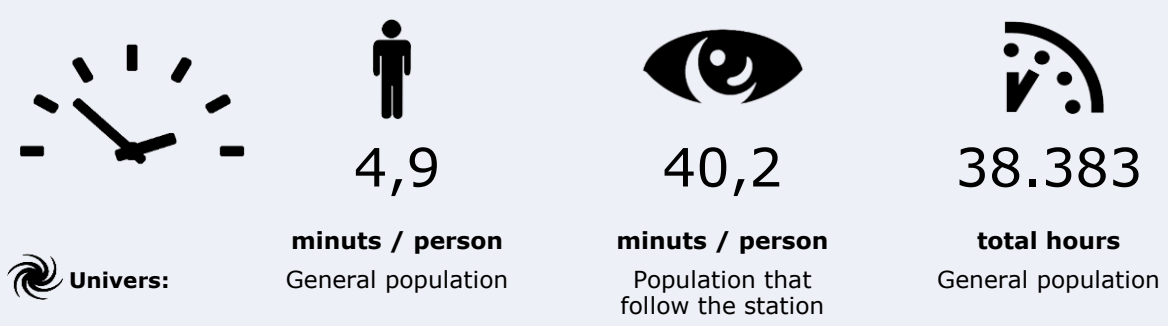 4,9
40,2
38.383
minuts / person
minuts / person
total hours
Univers:
General population
Population that
follow the station
General population